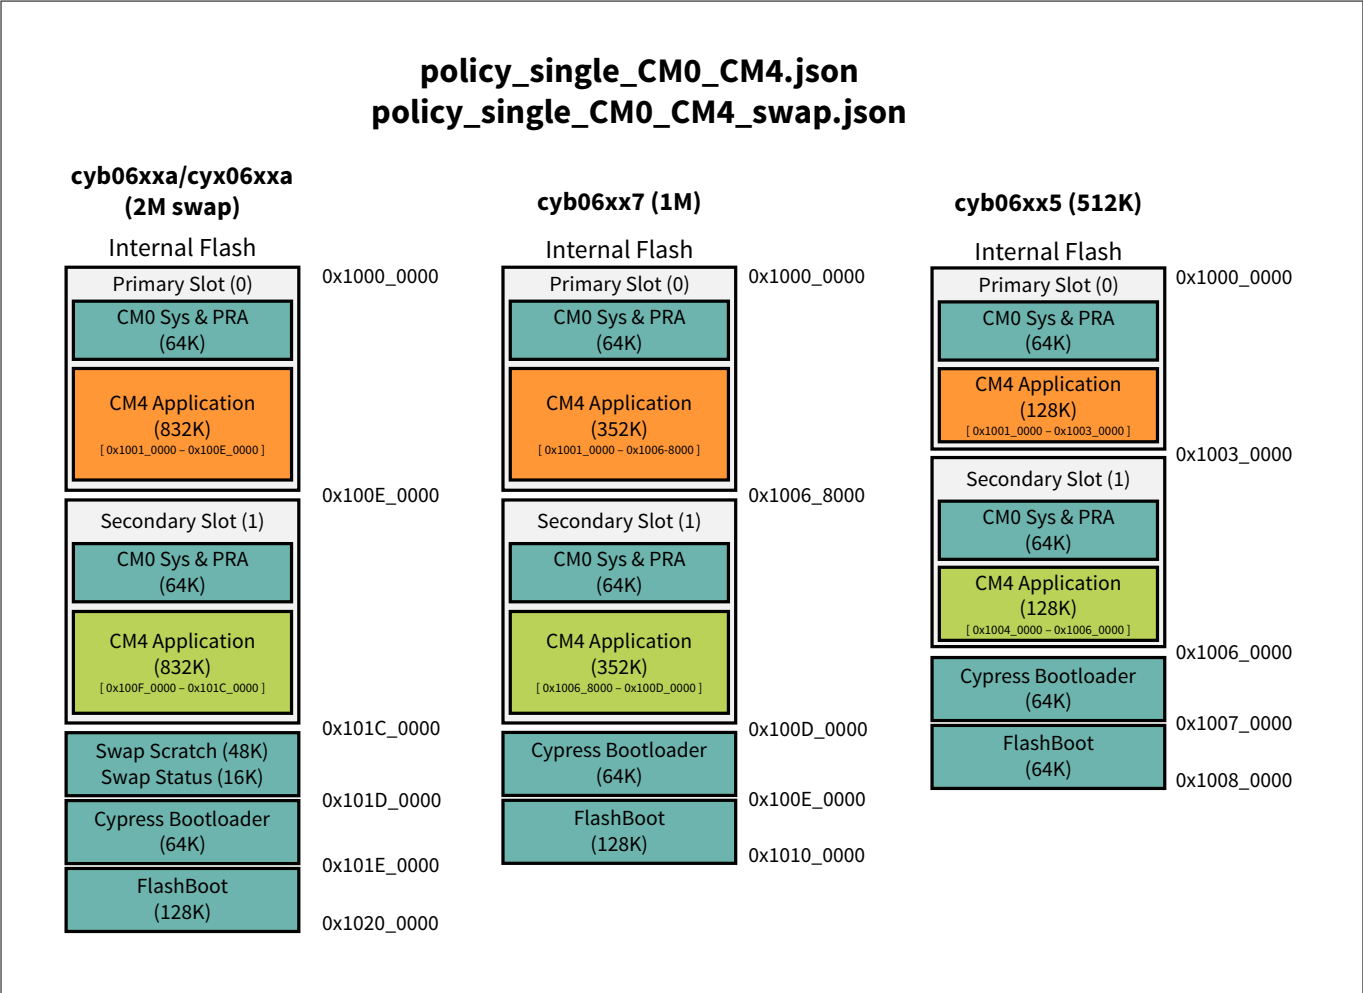 policy_single_CM0_CM4.json
policy_single_CM0_CM4_swap.json
cyb06xxa/cyx06xxa
(2M swap)
Internal Flash
Primary Slot (0)
CM0 Sys & PRA
(64K)
CM4 Application
(832K)
[ 0x1001_0000 – 0x100E_0000 ]
Secondary Slot (1)
CM0 Sys & PRA
(64K)
CM4 Application
(832K)
[ 0x100F_0000 – 0x101C_0000 ]
Swap Scratch (48K)
Swap Status (16K)
Cypress Bootloader
(64K)
FlashBoot
(128K)
0x1000_0000
0x100E_0000
0x101C_0000
0x101D_0000
0x101E_0000
0x1020_0000
cyb06xx7 (1M)
Internal Flash
Primary Slot (0)
CM0 Sys & PRA
(64K)
CM4 Application
(352K)
[ 0x1001_0000 – 0x1006-8000 ]
Secondary Slot (1)
CM0 Sys & PRA
(64K)
CM4 Application
(352K)
[ 0x1006_8000 – 0x100D_0000 ]
Cypress Bootloader
(64K)
FlashBoot
(128K)
0x1000_0000
0x1006_8000
0x100D_0000
0x100E_0000
0x1010_0000
cyb06xx5 (512K)
Internal Flash
Primary Slot (0)
CM0 Sys & PRA
(64K)
CM4 Application
(128K)
[ 0x1001_0000 – 0x1003_0000 ]
Secondary Slot (1)
CM0 Sys & PRA
(64K)
CM4 Application
(128K)
[ 0x1004_0000 – 0x1006_0000 ]
Cypress Bootloader
(64K)
FlashBoot
(64K)
0x1000_0000
0x1003_0000
0x1006_0000
0x1007_0000
0x1008_0000